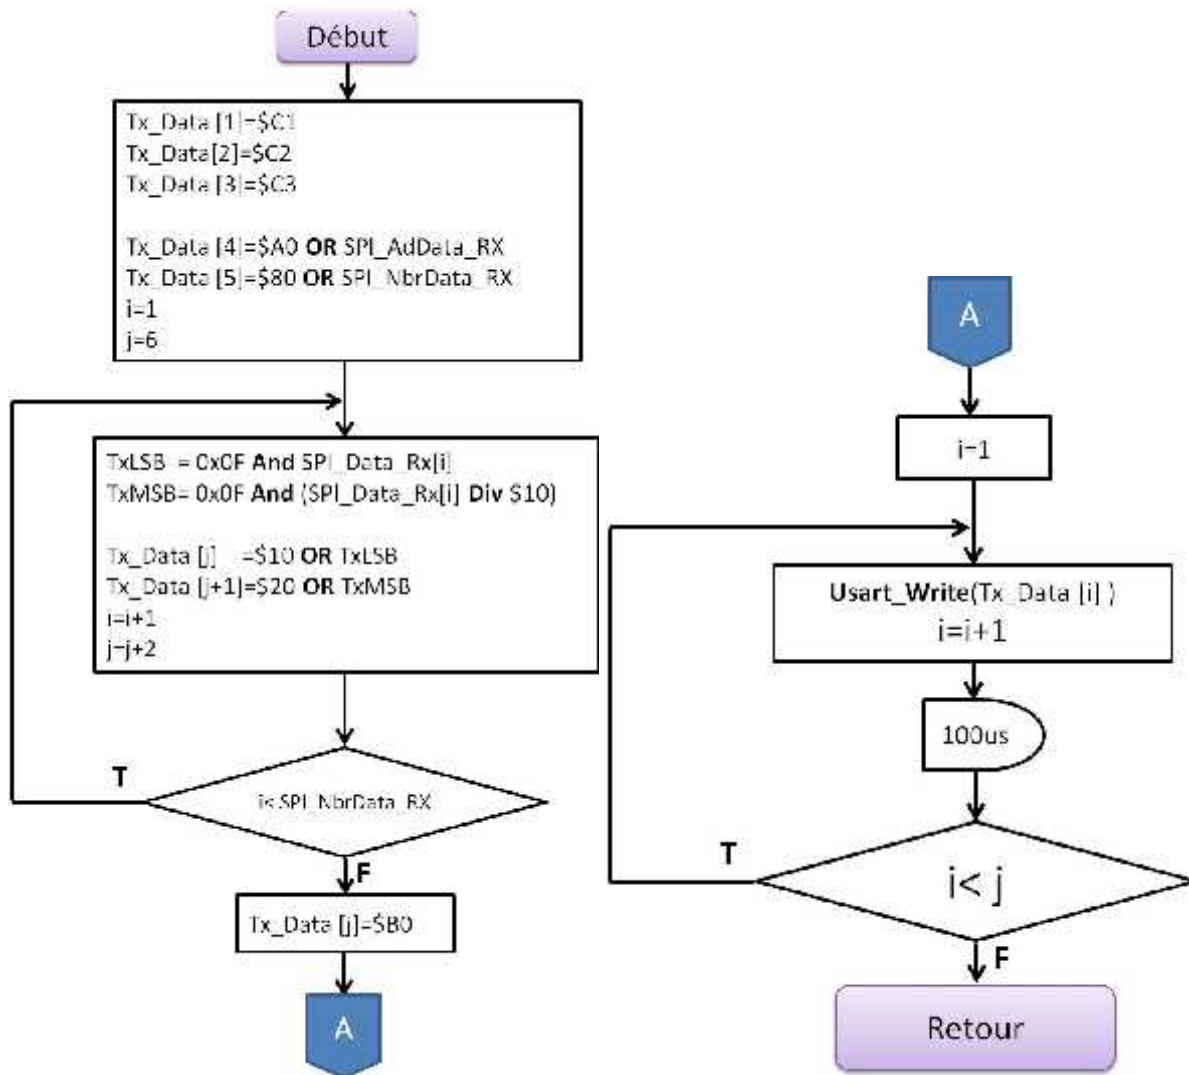 Début
Tx_Data [1]=$C1
Tx_Data[2]=$C2
Tx_Data [3]=$C3
Tx_Data [4]=$A0 OR SPI_AdData_RX
Tx_Data [5]=$80 OR SPI_NbrData_RX
i=1
j=6
TxLSB = 0x0F And SPI_Data_Rx[i]
TxMSB= 0x0F And (SPI_Data_Rx[i] Div $10)
Tx_Data [j] =$10 OR TxLSB
Tx_Data [j+1]=$20 OR TxMSB
i=i+1
j=j+2
T
i< SPI_NbrData_RX
F
Tx_Data [j]=$B0
A
A
i=1
Usart_Write(Tx_Data [i] )
i=i+1
100us
T
i< j
F
Retour